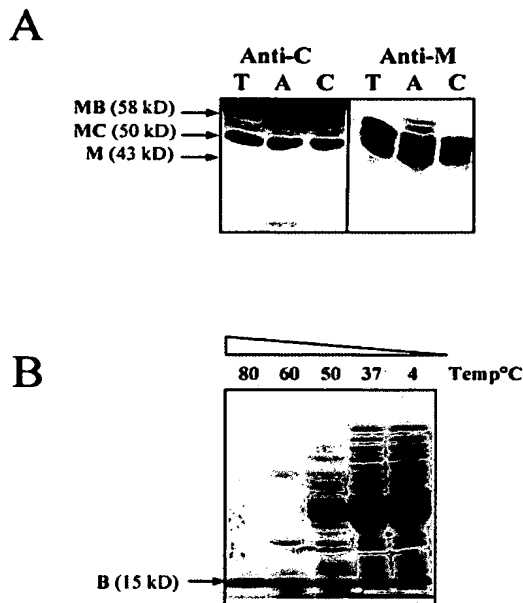 A
Anti-C Anti-M
T A C T A C
MB (58 kD)
MC (50 kD)
M (43 kD)
B
80 60 50 37 4 Temp°C
B (15 kD)